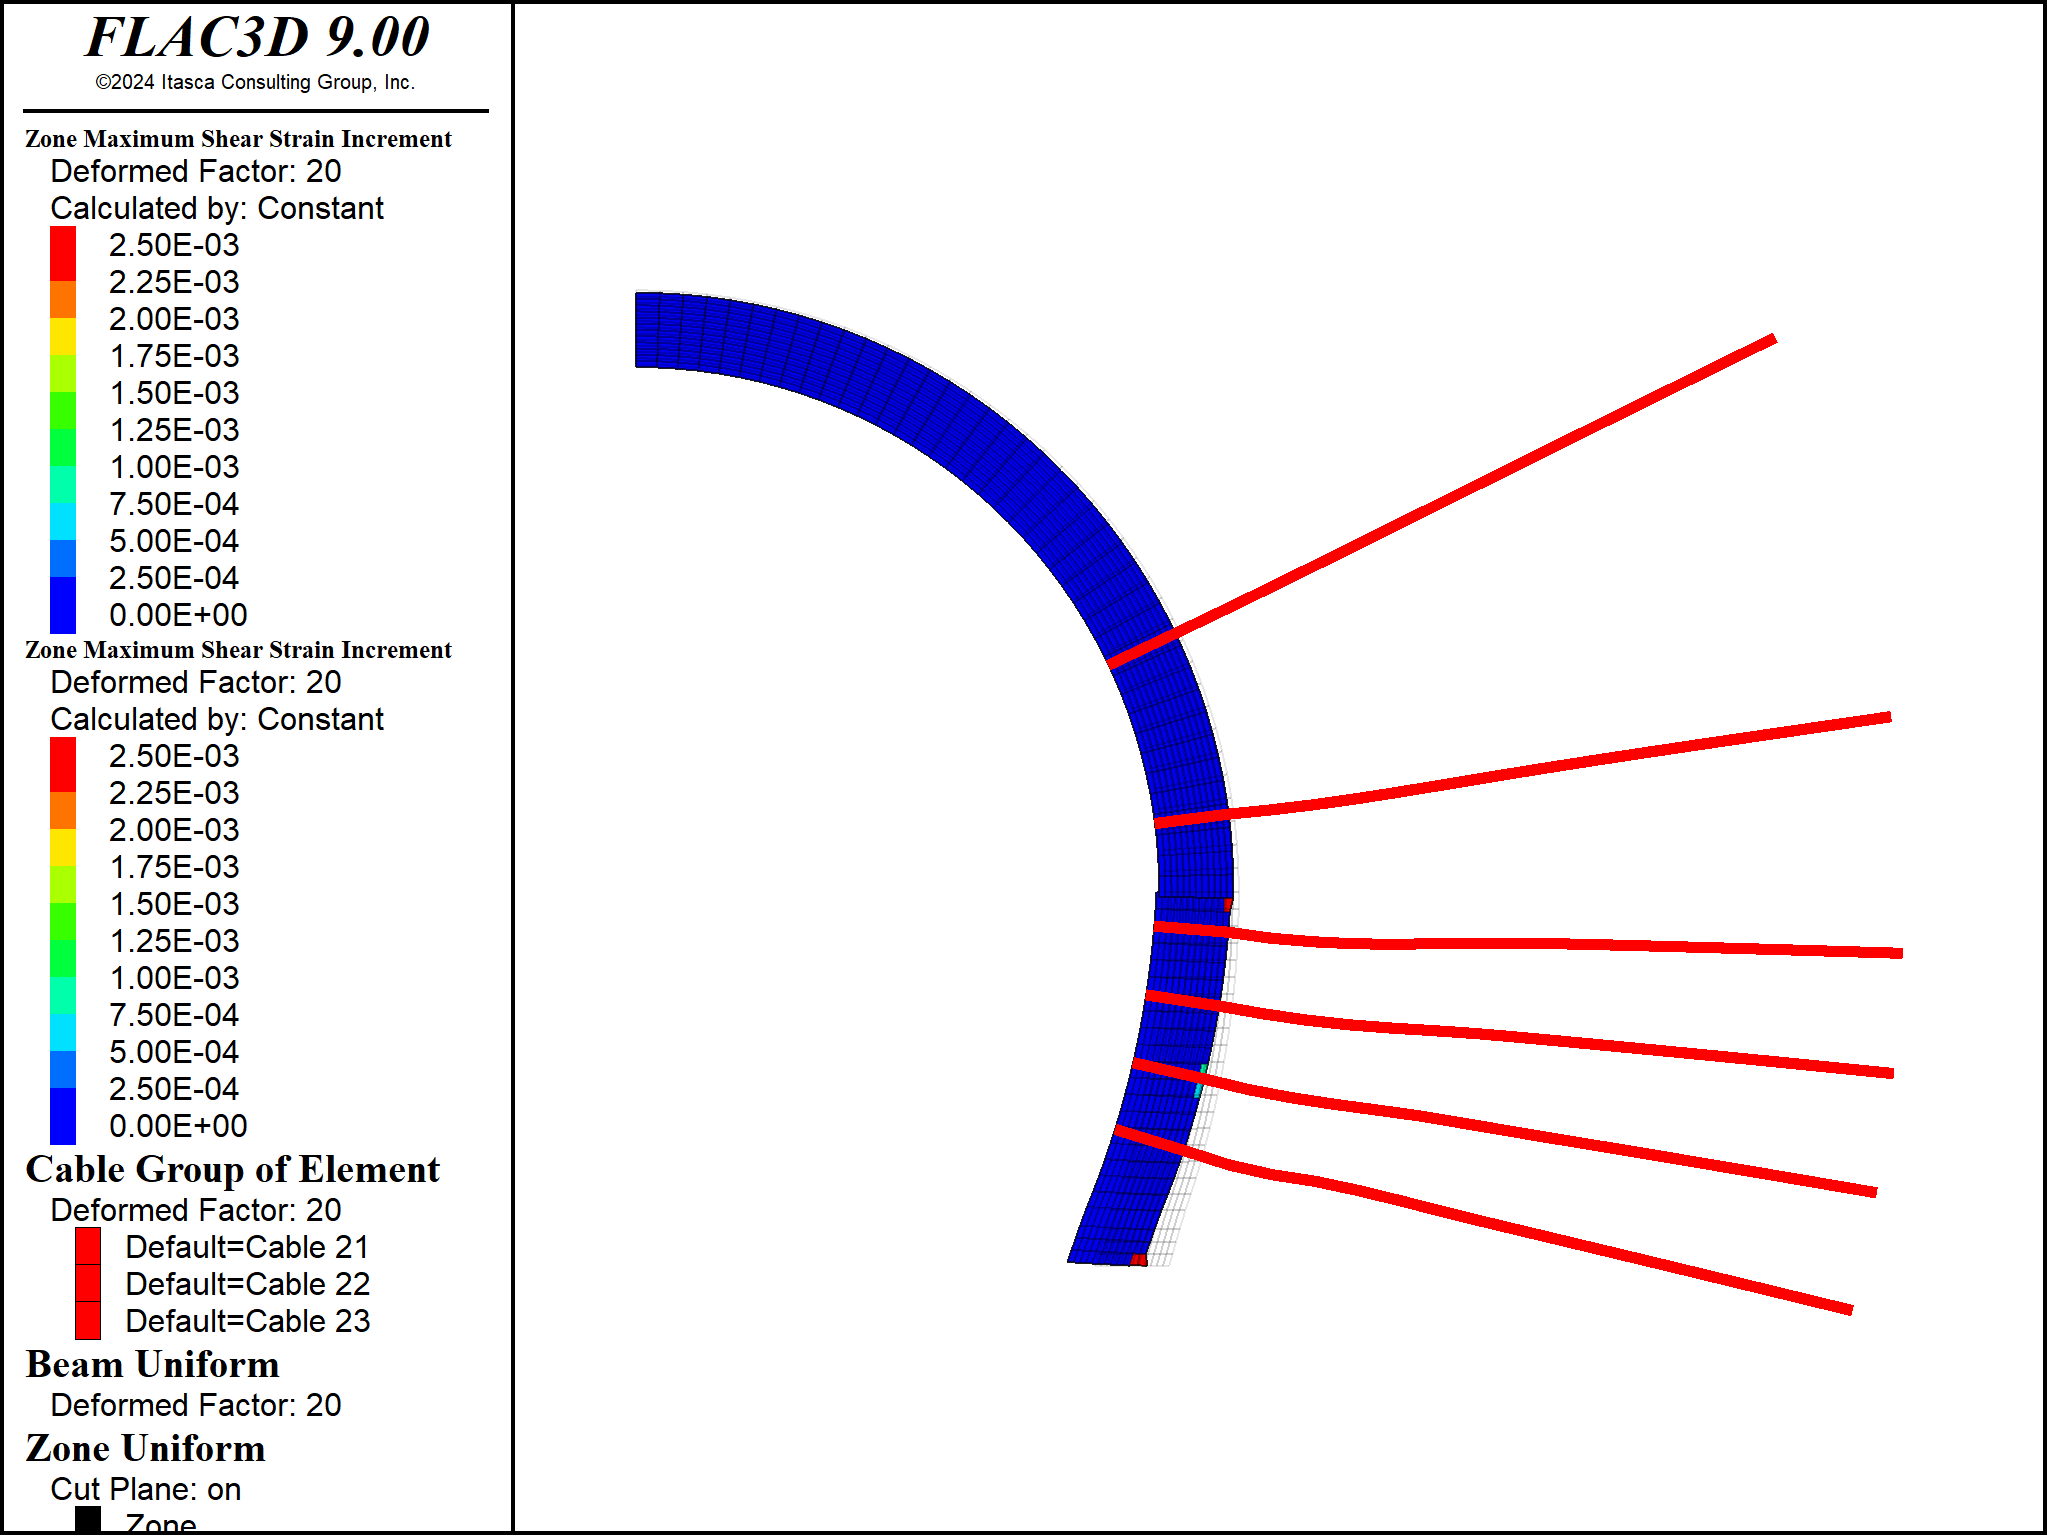 FLAC3D 9.00
©2024 Itasca Consulting Group, Inc.
Zone Maximum Shear Strain Increment
Deformed Factor: 20
Calculated by: Constant
2.50E-03
2.25E-03
2.00E-03
1.75E-03
1.50E-03
1.25E-03
1.00E-03
7.50E-04
5.00E-04
2.50E-04
0.00E+00
Zone Maximum Shear Strain Increment
Deformed Factor: 20
Calculated by: Constant
2.50E-03
2.25E-03
2.00E-03
1.75E-03
1.50E-03
1.25E-03
1.00E-03
7.50E-04
5.00E-04
2.50E-04
0.00E+00
Cable Group of Element
Deformed Factor: 20
Default=Cable 21
Default=Cable 22
Default=Cable 23
Beam Uniform
Deformed Factor: 20
Zone Uniform
Cut Plane: on
Zone